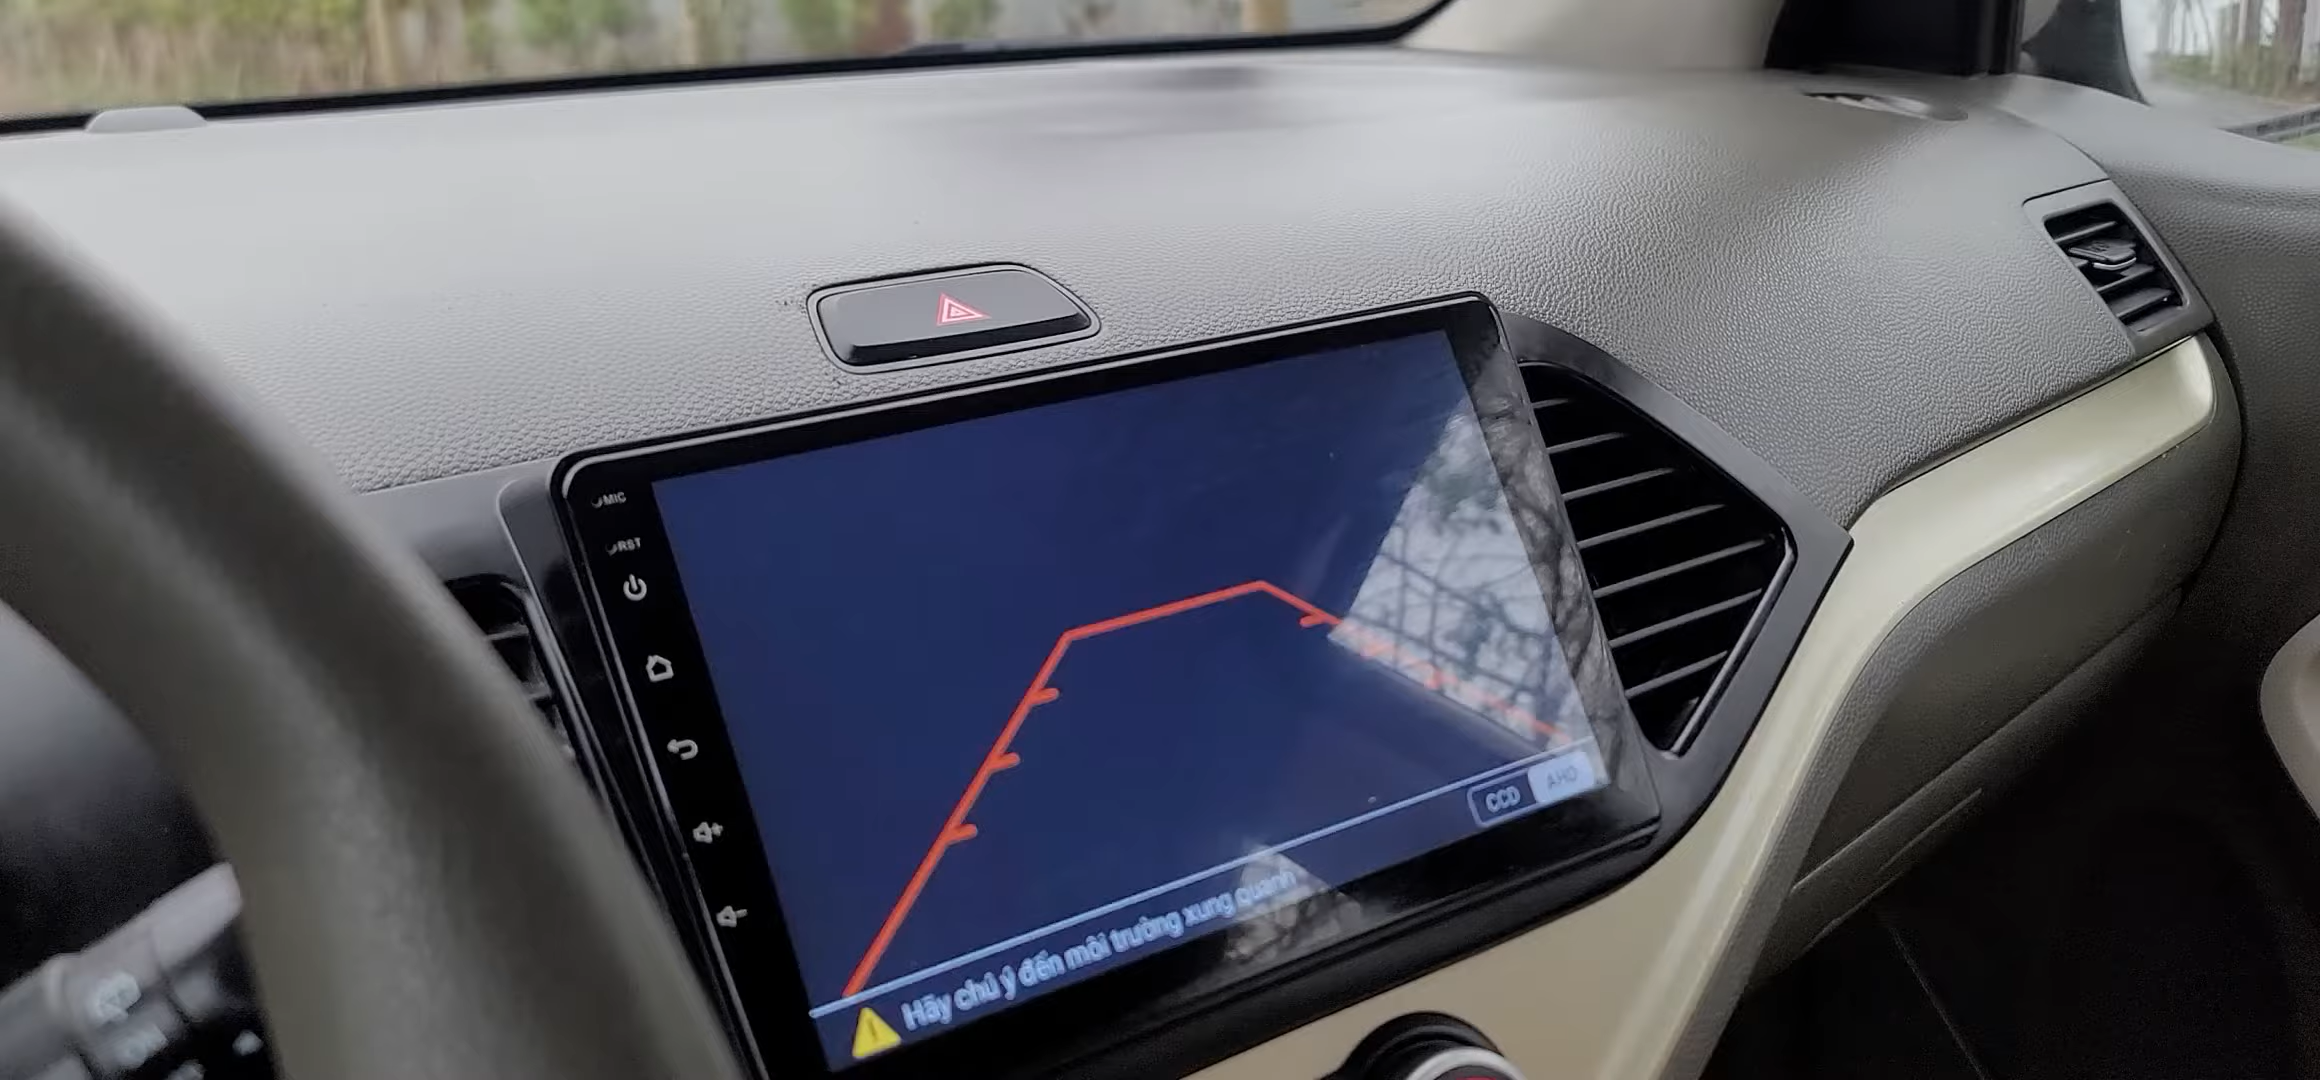 MIC
RST
CCD
AHD
Hãy chú ý đến môi trường xung quanh